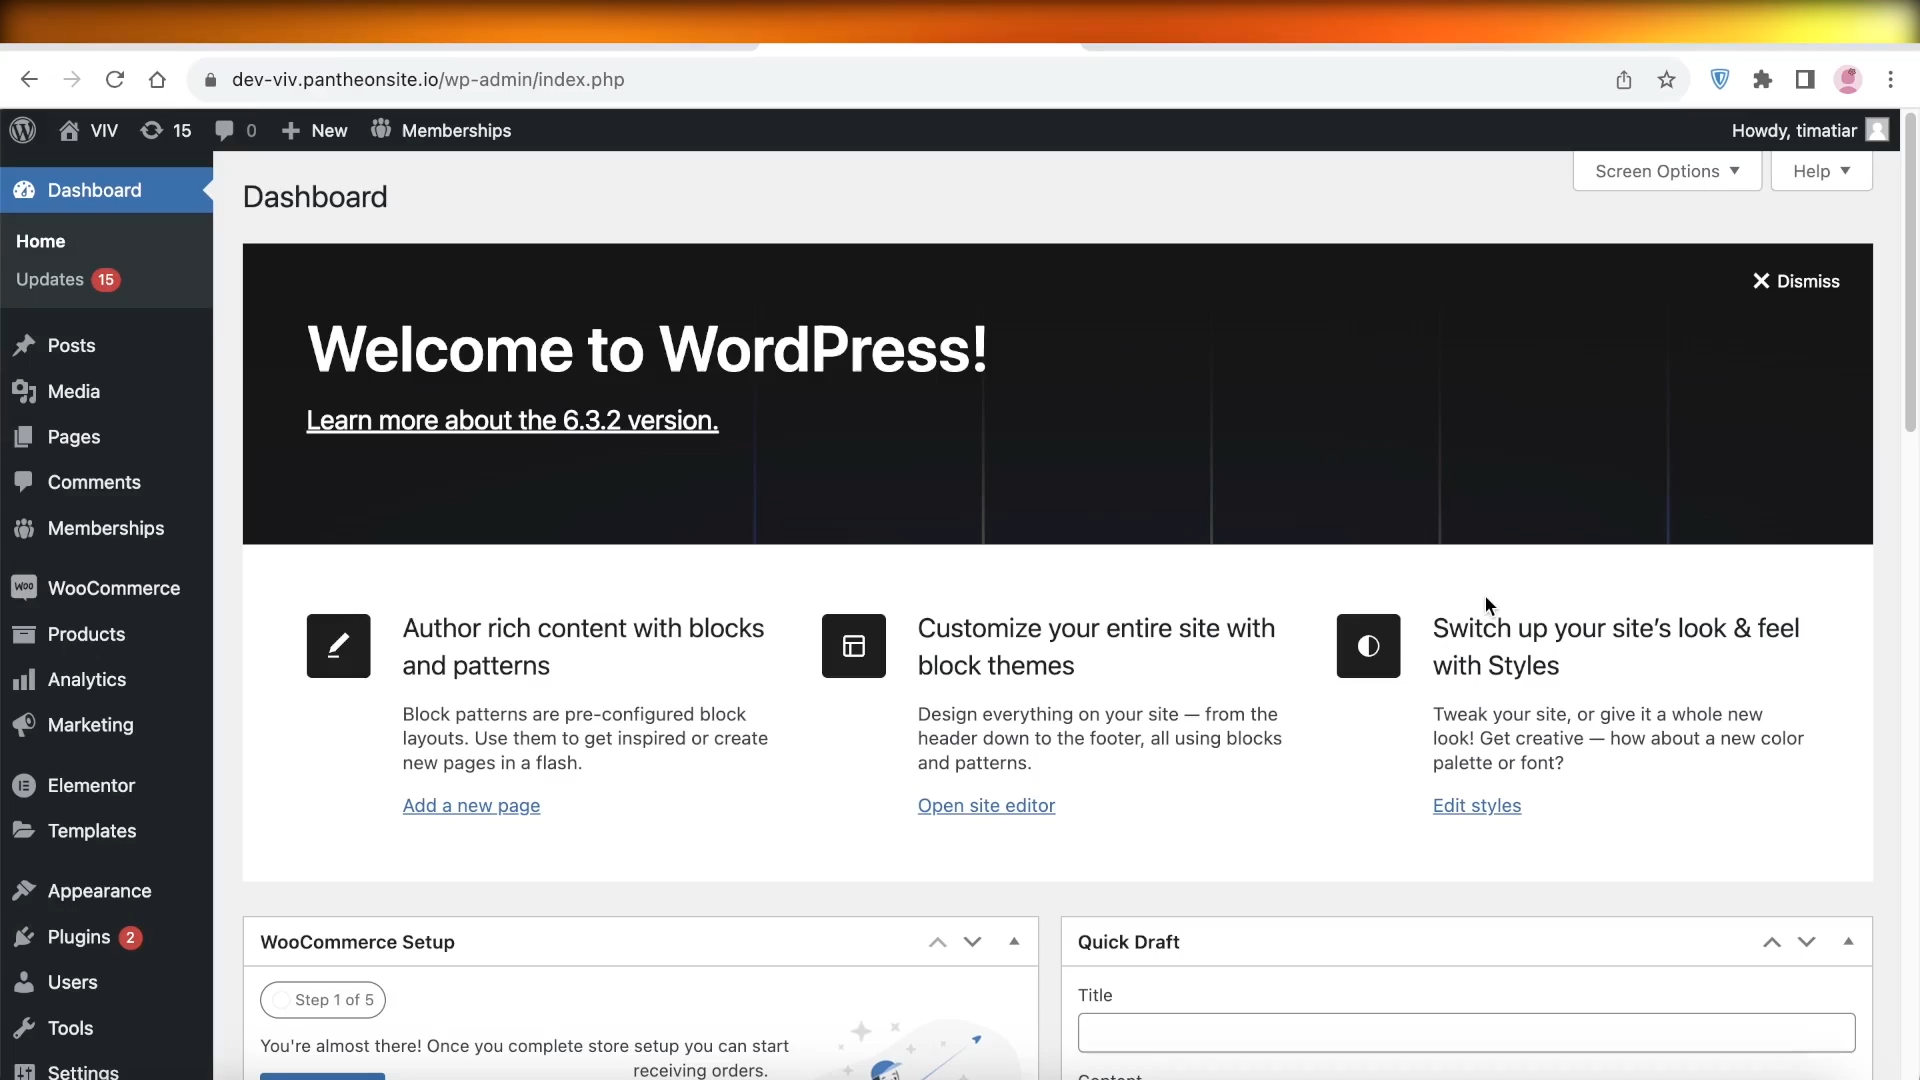 dev-viv.pantheonsite.io/wp-admin/index.php
VIV 15 0 New Memberships Howdy, timatiar
Screen Options Help
Dashboard
Home
Updates 15
Posts
Media
Pages
Comments
Memberships
WooCommerce
Products
Analytics
Marketing
Elementor
Templates
Appearance
Plugins 2
Users
Tools
Settings
Dashboard
Dismiss
Welcome to WordPress!
Learn more about the 6.3.2 version.
Author rich content with blocks
and patterns
Block patterns are pre-configured block
layouts. Use them to get inspired or create
new pages in a flash.
Add a new page
Customize your entire site with
block themes
Design everything on your site — from the
header down to the footer, all using blocks
and patterns.
Open site editor
Switch up your site’s look & feel
with Styles
Tweak your site, or give it a whole new
look! Get creative — how about a new color
palette or font?
Edit styles
WooCommerce Setup
Step 1 of 5
You're almost there! Once you complete store setup you can start
receiving orders.
Quick Draft
Title
Content